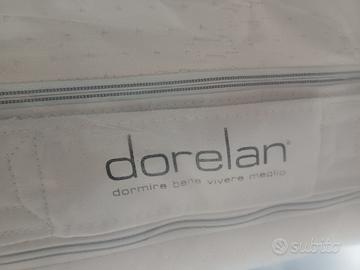 dorelan®
dormire bene vivere meglio
subito